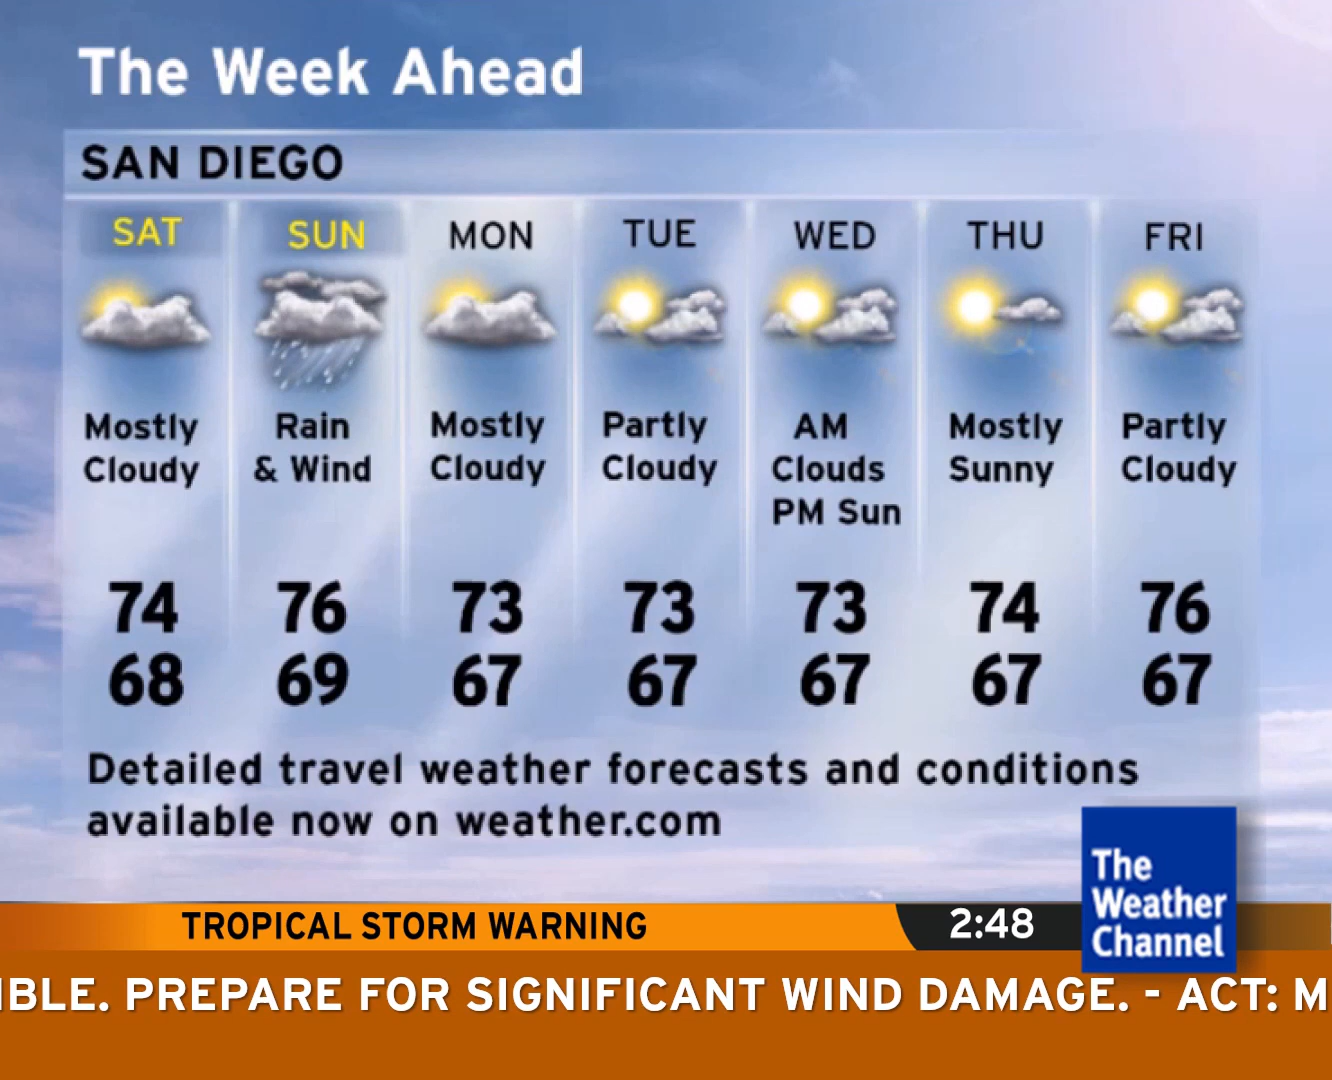 The Week Ahead
SAN DIEGO
SAT SUN MON TUE WED THU FRI
Mostly Cloudy
Rain & Wind
Mostly Cloudy
Partly Cloudy
AM Clouds PM Sun
Mostly Sunny
Partly Cloudy
74 76 73 73 73 74 76
68 69 67 67 67 67 67
Detailed travel weather forecasts and conditions
available now on weather.com
The
Weather
Channel
TROPICAL STORM WARNING 2:48
IBLE. PREPARE FOR SIGNIFICANT WIND DAMAGE. - ACT: M